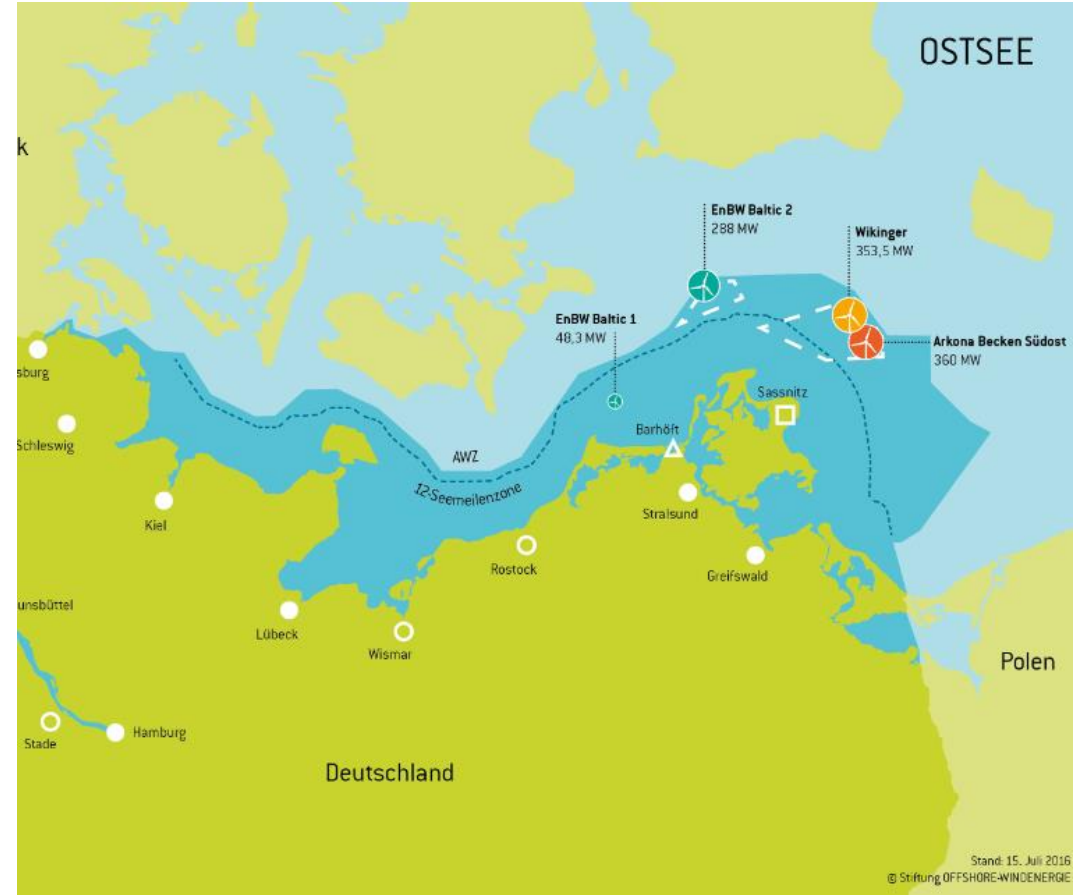 OSTSEE
k
EnBW Baltic 2
288 MW
Wikinger
353,5 MW
EnBW Baltic 1
48,3 MW
Arkona Becken Südost
360 MW
sburg
Sassnitz
Schleswig
Barhöft
AWZ
12-Seemeilenzone
Kiel
Stralsund
Rostock
Greifswald
unsbüttel
Lübeck
Wismar
Polen
Stade
Hamburg
Deutschland
Stand: 15. Juli 2016
© Stiftung OFFSHORE-WINDENERGIE